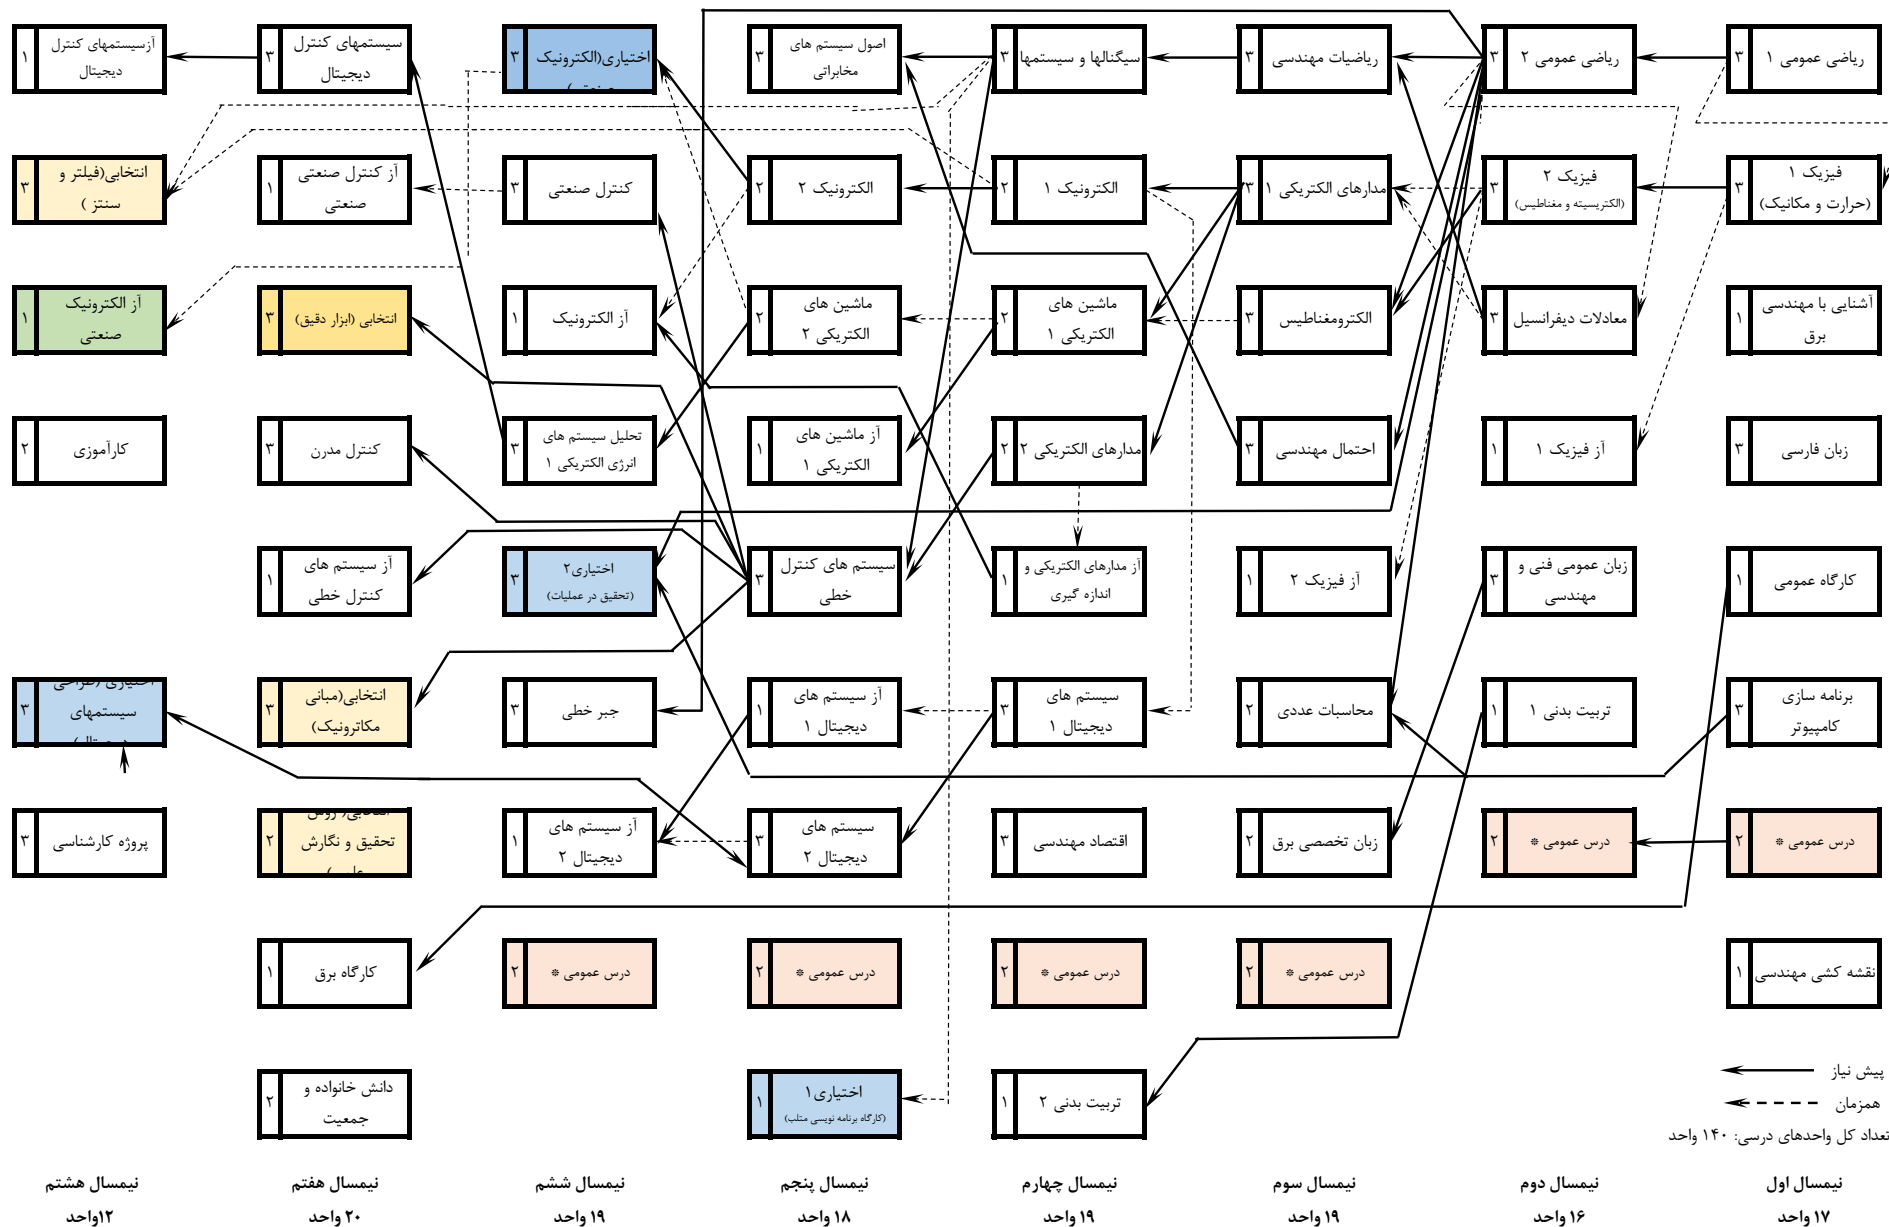 ریاضی عمومی ۱
۳
فیزیک ۱
(حرارت و مکانیک)
۳
آشنایی با مهندسی
برق
۱
زبان فارسی
۳
کارگاه عمومی
۱
برنامه سازی
کامپیوتر
۳
درس عمومی *
۲
نقشه کشی مهندسی
۱
پیش نیاز
همزمان
تعداد کل واحدهای درسی: ۱۴۰ واحد
نیمسال اول
۱۷ واحد
ریاضی عمومی ۲
۳
فیزیک ۲
(الکتریسیته و مغناطیس)
۳
معادلات دیفرانسیل
۳
آز فیزیک ۱
۱
زبان عمومی فنی و
مهندسی
۳
تربیت بدنی ۱
۱
درس عمومی *
۲
نیمسال دوم
۱۶ واحد
ریاضیات مهندسی
۳
مدارهای الکتریکی ۱
۳
الکترومغناطیس
۳
احتمال مهندسی
۳
آز فیزیک ۲
۱
محاسبات عددی
۲
زبان تخصصی برق
۲
درس عمومی *
۲
نیمسال سوم
۱۹ واحد
سیگنالها و سیستمها
۳
الکترونیک ۱
۲
ماشین های
الکتریکی ۱
۲
مدارهای الکتریکی ۲
۲
آز مدارهای الکتریکی و
اندازه گیری
۱
سیستم های
دیجیتال ۱
۳
اقتصاد مهندسی
۳
درس عمومی *
۲
تربیت بدنی ۲
۱
نیمسال چهارم
۱۹ واحد
اصول سیستم های
مخابراتی
۳
الکترونیک ۲
۲
ماشین های
الکتریکی ۲
۲
آز ماشین های
الکتریکی ۱
۱
سیستم های کنترل
خطی
۳
آز سیستم های
دیجیتال ۱
۱
سیستم های
دیجیتال ۲
۳
درس عمومی *
۲
اختیاری۱
(کارگاه برنامه نویسی متلب)
۱
نیمسال پنجم
۱۸ واحد
اختیاری(الکترونیک
۳
کنترل صنعتی
۳
آز الکترونیک
۱
تحلیل سیستم های
انرژی الکتریکی ۱
۳
اختیاری۲
(تحقیق در عملیات)
۳
جبر خطی
۳
آز سیستم های
دیجیتال ۲
۱
درس عمومی *
۲
نیمسال ششم
۱۹ واحد
سیستمهای کنترل
دیجیتال
۳
آز کنترل صنعتی
صنعتی
۱
انتخابی (ابزار دقیق)
۳
کنترل مدرن
۳
آز سیستم های
کنترل خطی
۱
انتخابی(مبانی
مکاترونیک)
۳
تحقیق و نگارش
۲
کارگاه برق
۱
دانش خانواده و
جمعیت
۲
نیمسال هفتم
۲۰ واحد
آزسیستمهای کنترل
دیجیتال
۱
انتخابی(فیلتر و
سنتز )
۳
آز الکترونیک
صنعتی
۱
کارآموزی
۲
سیستمهای
۳
پروژه کارشناسی
۳
نیمسال هشتم
۱۲واحد